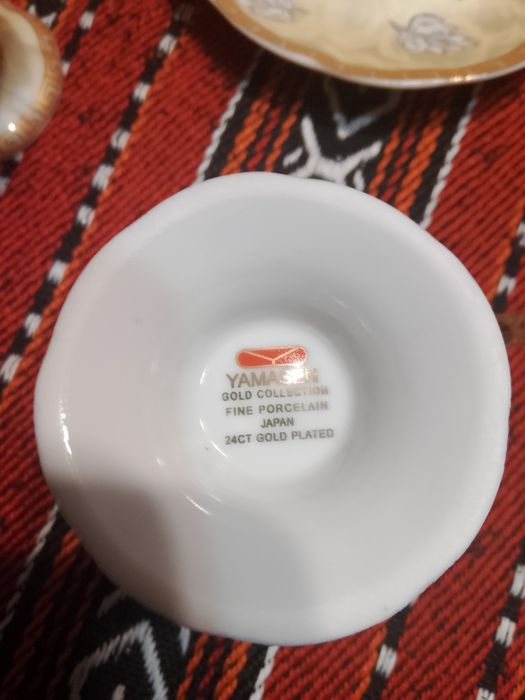 YAMASEN
GOLD COLLECTION
FINE PORCELAIN
JAPAN
24CT GOLD PLATED